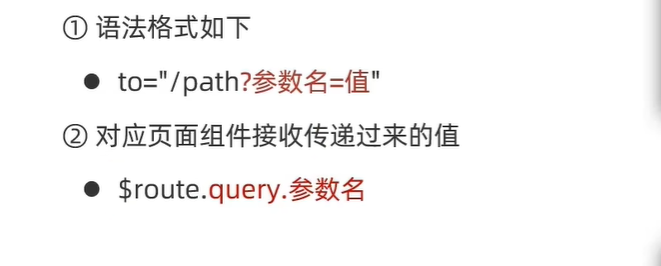 ① 语法格式如下
● to="/path?参数名=值"
② 对应页面组件接收传递过来的值
● $route.query.参数名